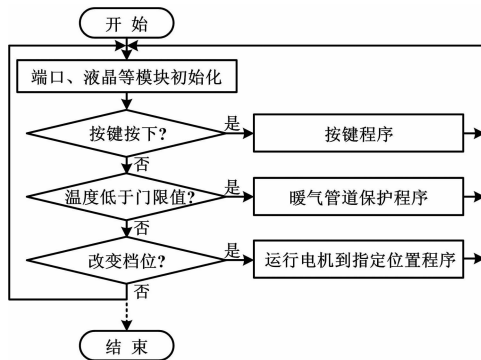 开 始
端口、液晶等模块初始化
按键按下?
是
按键程序
否
温度低于门限值?
是
暖气管道保护程序
否
改变档位?
是
运行电机到指定位置程序
否
结 束